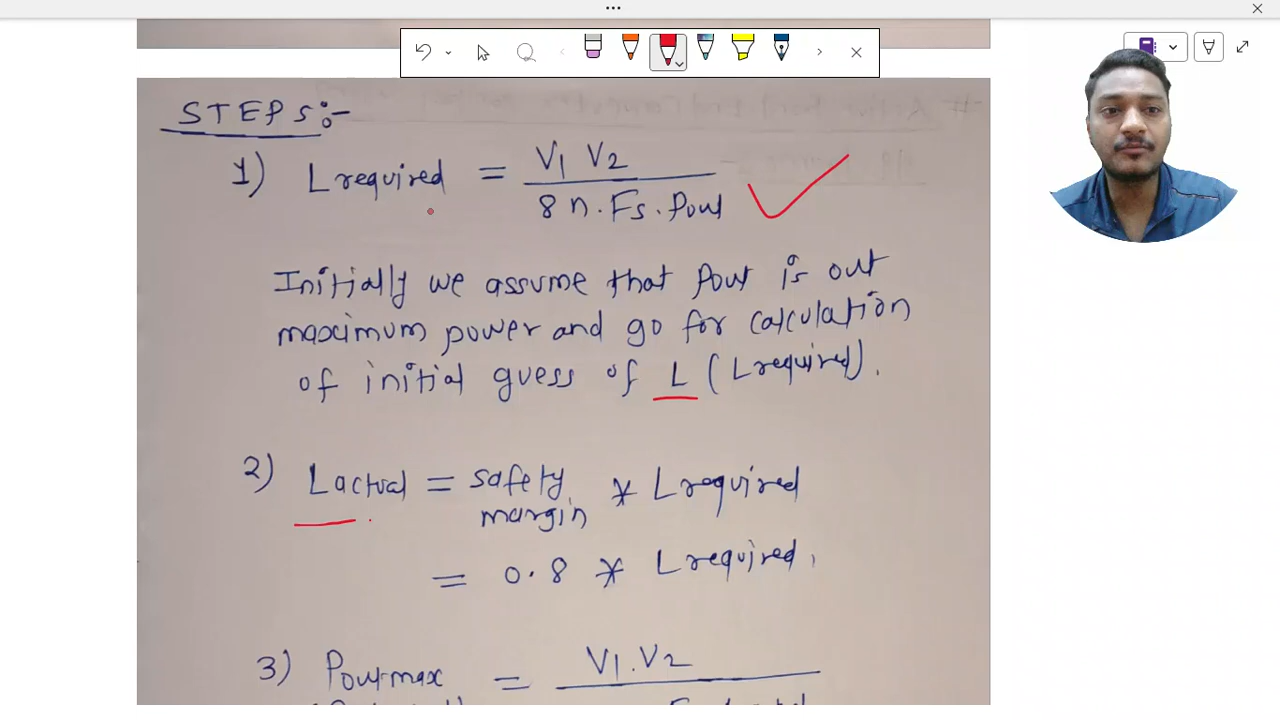 STEPS:-
1) Lrequired = V1 V2 / 8 n. Fs. Pout
Initially we assume that Pout is out
maximum power and go for calculation
of initial guess of L (Lrequired).
2) Lactual = safety margin * Lrequired
= 0.8 * Lrequired,
3) Poutmax = V1.V2